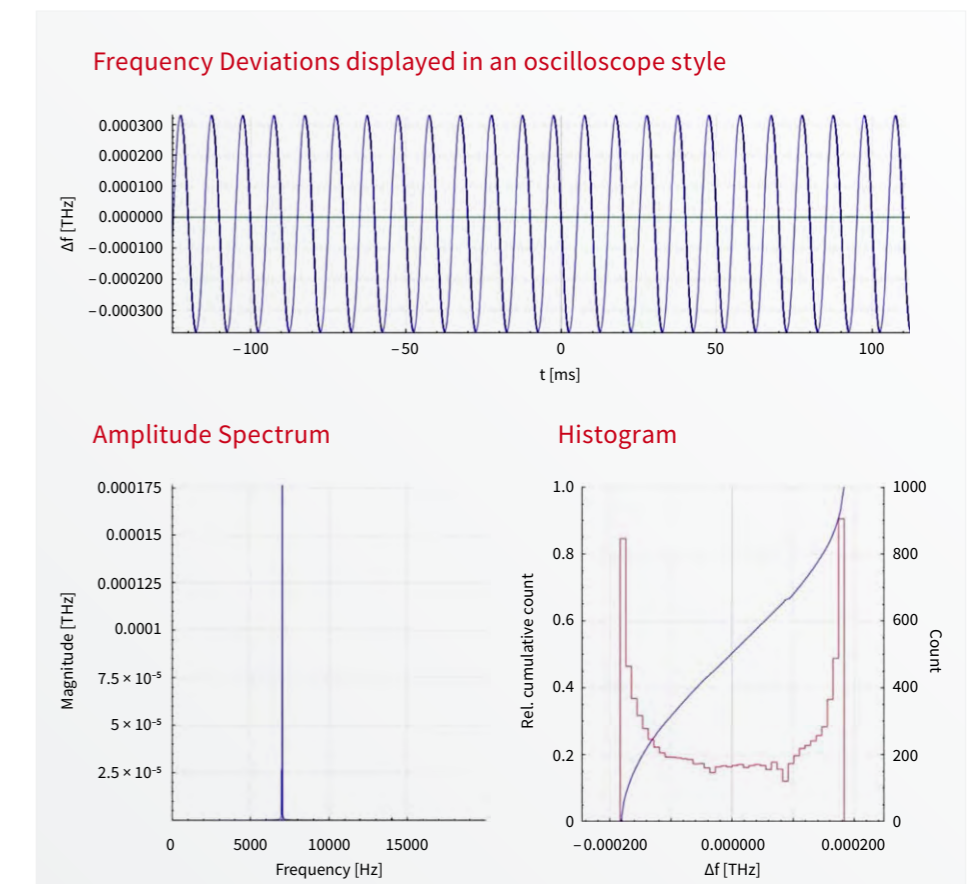 Frequency Deviations displayed in an oscilloscope style
0.000300
0.000200
0.000100
0.000000
−0.000100
−0.000200
−0.000300
Δf [THz]
−100 −50 0 50 100
t [ms]
Amplitude Spectrum
0.000175
0.00015
0.000125
0.0001
7.5 × 10⁻⁵
5 × 10⁻⁵
2.5 × 10⁻⁵
Magnitude [THz]
0 5000 10000 15000
Frequency [Hz]
Histogram
1.0
0.8
0.6
0.4
0.2
0
Rel. cumulative count
1000
800
600
400
200
0
Count
−0.000200 0.000000 0.000200
Δf [THz]